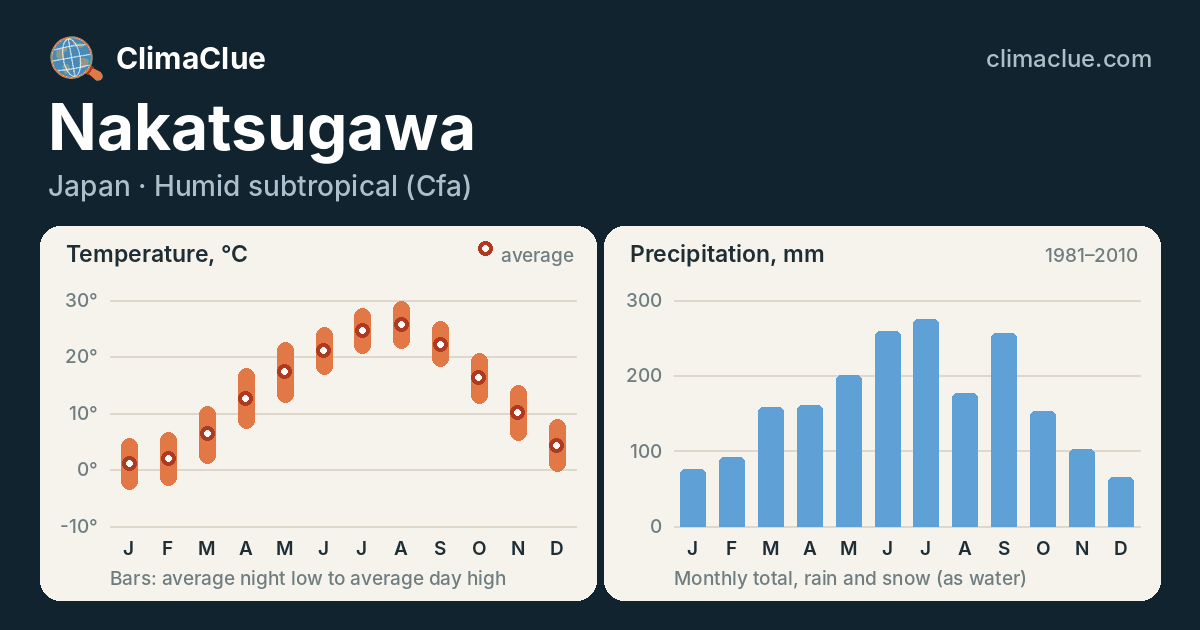 ClimaClue
climaclue.com
Nakatsugawa
Japan · Humid subtropical (Cfa)
Temperature, °C
average
30°
20°
10°
0°
-10°
J F M A M J J A S O N D
Bars: average night low to average day high
Precipitation, mm
1981–2010
300
200
100
0
J F M A M J J A S O N D
Monthly total, rain and snow (as water)